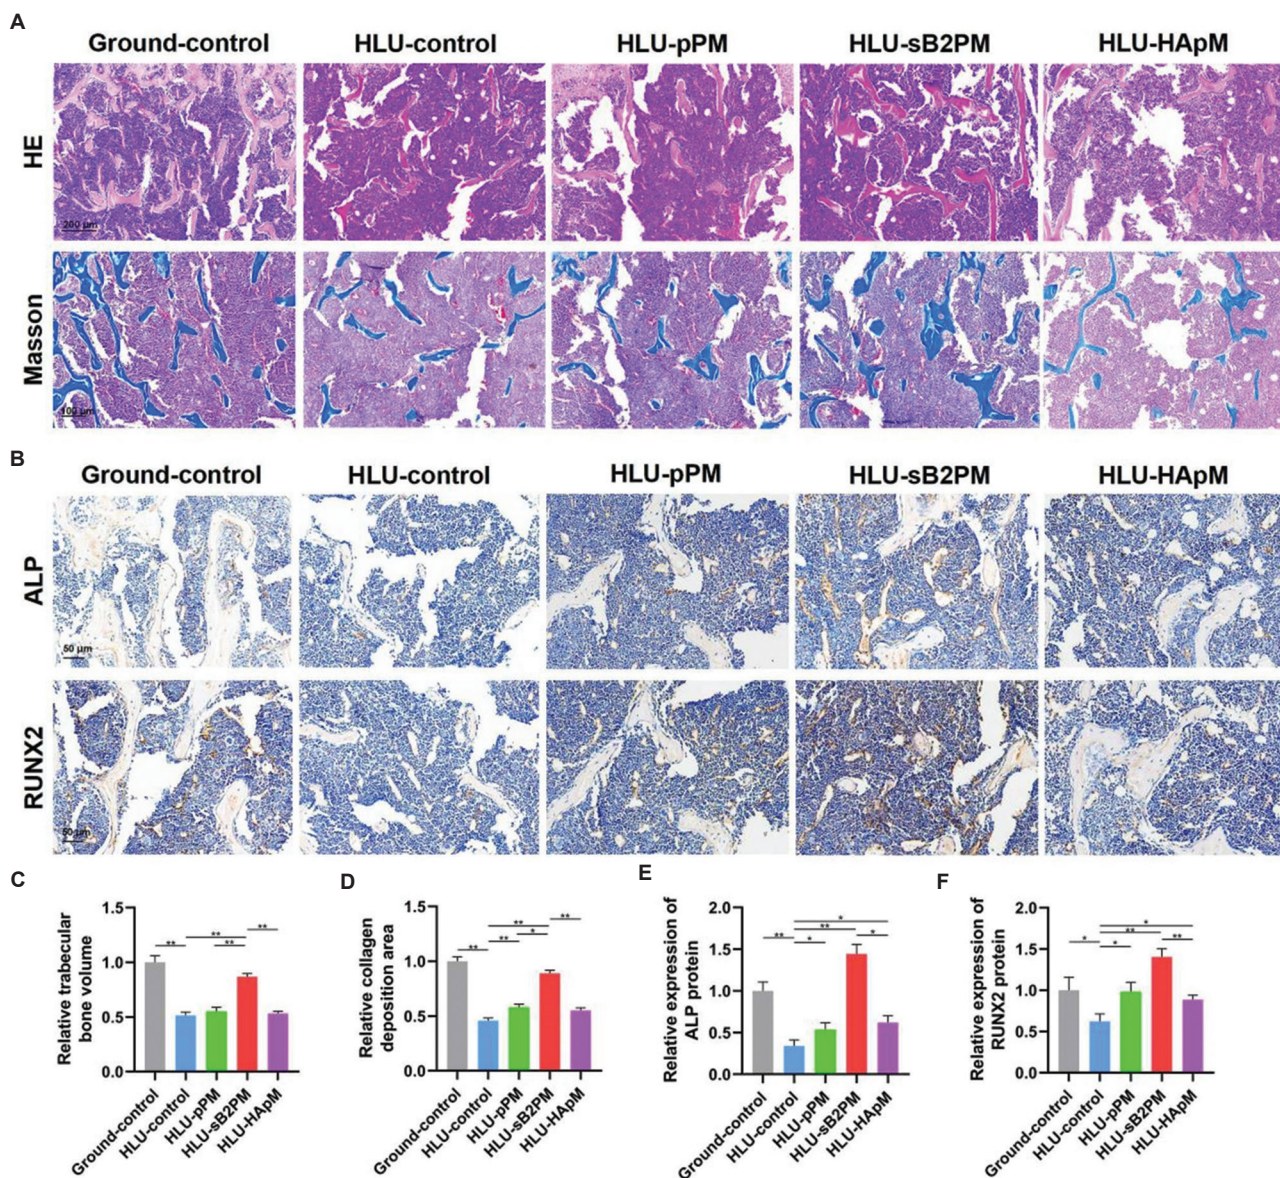 A
Ground-control HLU-control HLU-pPM HLU-sB2PM HLU-HApM
HE
200 μm
Masson
100 μm
B
Ground-control HLU-control HLU-pPM HLU-sB2PM HLU-HApM
ALP
50 μm
RUNX2
50 μm
C
Relative trabecular
bone volume
1.5
1.0
0.5
0.0
** ** ** **
Ground-control
HLU-control
HLU-pPM
HLU-sB2PM
HLU-HApM
D
Relative collagen
deposition area
1.5
1.0
0.5
0.0
** ** ** * **
Ground-control
HLU-control
HLU-pPM
HLU-sB2PM
HLU-HApM
E
Relative expression of
ALP protein
2.0
1.5
1.0
0.5
0.0
* ** ** * *
Ground-control
HLU-control
HLU-pPM
HLU-sB2PM
HLU-HApM
F
Relative expression of
RUNX2 protein
2.0
1.5
1.0
0.5
0.0
* ** * * **
Ground-control
HLU-control
HLU-pPM
HLU-sB2PM
HLU-HApM